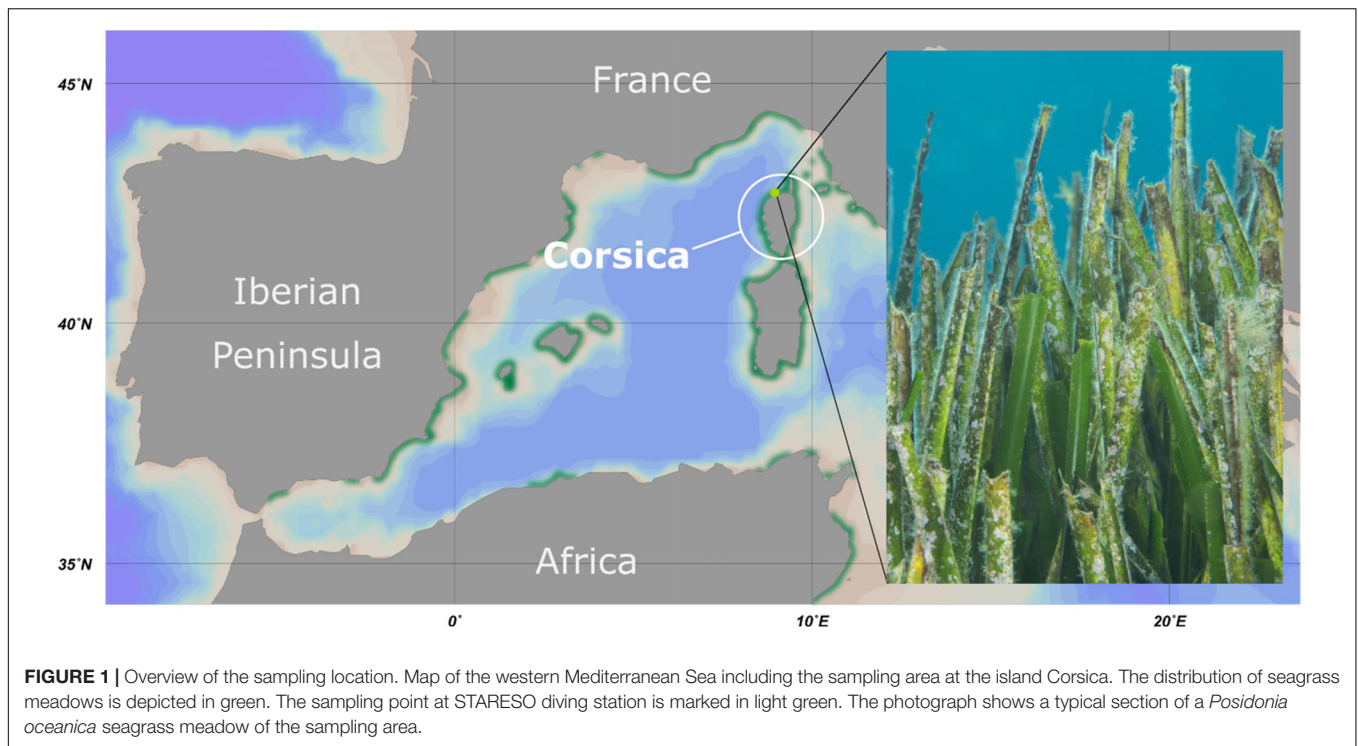 45°N
France
Corsica
Iberian
Peninsula
40°N
Africa
35°N
0°
10°E
20°E
FIGURE 1 | Overview of the sampling location. Map of the western Mediterranean Sea including the sampling area at the island Corsica. The distribution of seagrass
meadows is depicted in green. The sampling point at STARESO diving station is marked in light green. The photograph shows a typical section of a Posidonia
oceanica seagrass meadow of the sampling area.